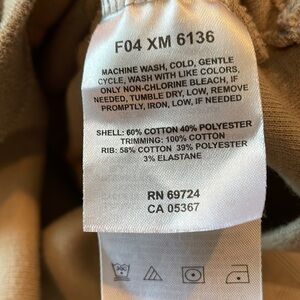 F04 XM 6136
MACHINE WASH, COLD, GENTLE
CYCLE, WASH WITH LIKE COLORS,
ONLY NON-CHLORINE BLEACH, IF
NEEDED, TUMBLE DRY, LOW, REMOVE
PROMPTLY, IRON, LOW, IF NEEDED
SHELL: 60% COTTON 40% POLYESTER
TRIMMING: 100% COTTON
RIB: 58% COTTON 39% POLYESTER
3% ELASTANE
RN 69724
CA 05367